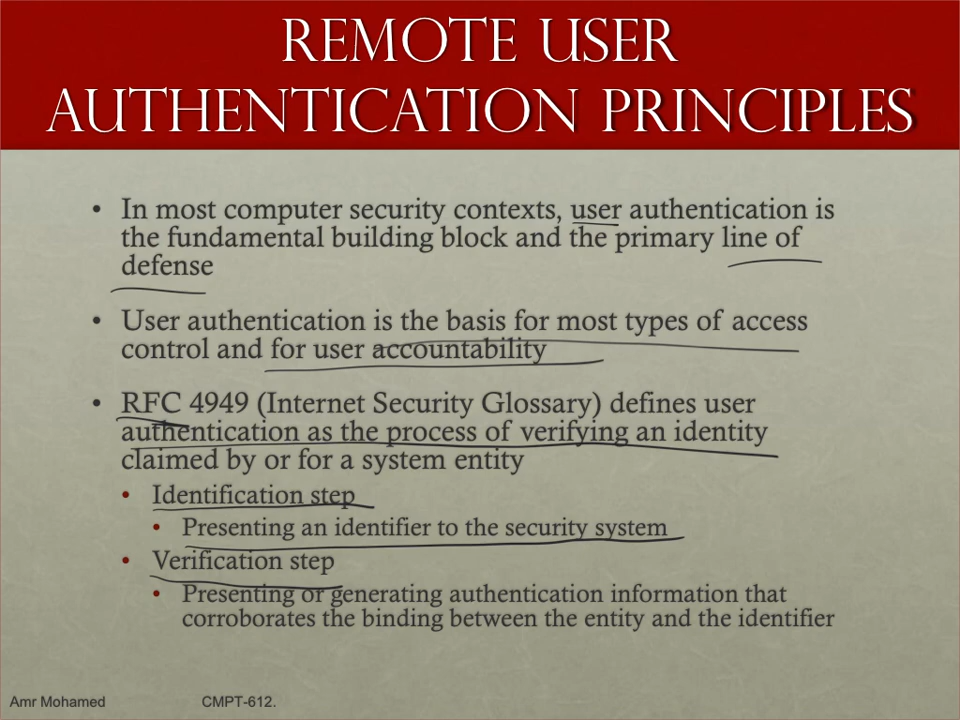 REMOTE USER
AUTHENTICATION PRINCIPLES
• In most computer security contexts, user authentication is
the fundamental building block and the primary line of
defense
• User authentication is the basis for most types of access
control and for user accountability
• RFC 4949 (Internet Security Glossary) defines user
authentication as the process of verifying an identity
claimed by or for a system entity
• Identification step
• Presenting an identifier to the security system
• Verification step
• Presenting or generating authentication information that
corroborates the binding between the entity and the identifier
Amr Mohamed CMPT-612.